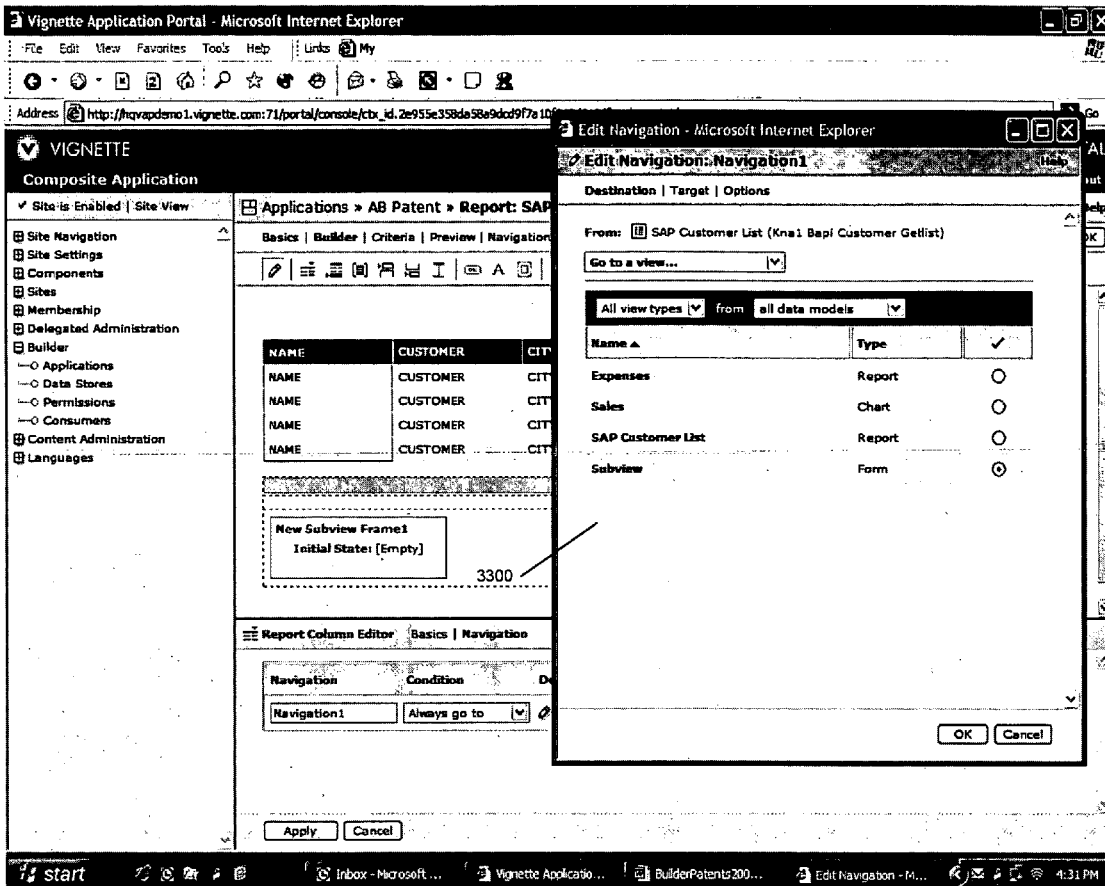 Vignette Application Portal - Microsoft Internet Explorer
File Edit View Favorites Tools Help Links My
Address http://hqvapdemo1.vignette.com:71/portal/console/ctx_id.2e955e358da58a9dcd9f7a10 Go
VIGNETTE
Composite Application
✔ Site is Enabled | Site View
Site Navigation
Site Settings
Components
Sites
Membership
Delegated Administration
Builder
Applications
Data Stores
Permissions
Consumers
Content Administration
Languages
Applications » AB Patent » Report: SAP
Basics | Builder | Criteria | Preview | Navigation
A
NAME CUSTOMER CIT
NAME CUSTOMER CIT
NAME CUSTOMER CIT
NAME CUSTOMER CIT
NAME CUSTOMER CIT
New Subview Frame1
Initial State: [Empty]
3300
Report Column Editor Basics | Navigation
Navigation Condition De
Navigation1 Always go to
Apply Cancel
Edit Navigation - Microsoft Internet Explorer
Edit Navigation: Navigation1 Help
Destination | Target | Options
From: SAP Customer List (Kna1 Bapi Customer Getlist)
Go to a view...
All view types from all data models
Name Type ✔
Expenses Report
Sales Chart
SAP Customer List Report
Subview Form
OK Cancel
start Inbox - Microsoft ... Vignette Applicatio... BuilderPatents200... Edit Navigation - M... 4:31 PM